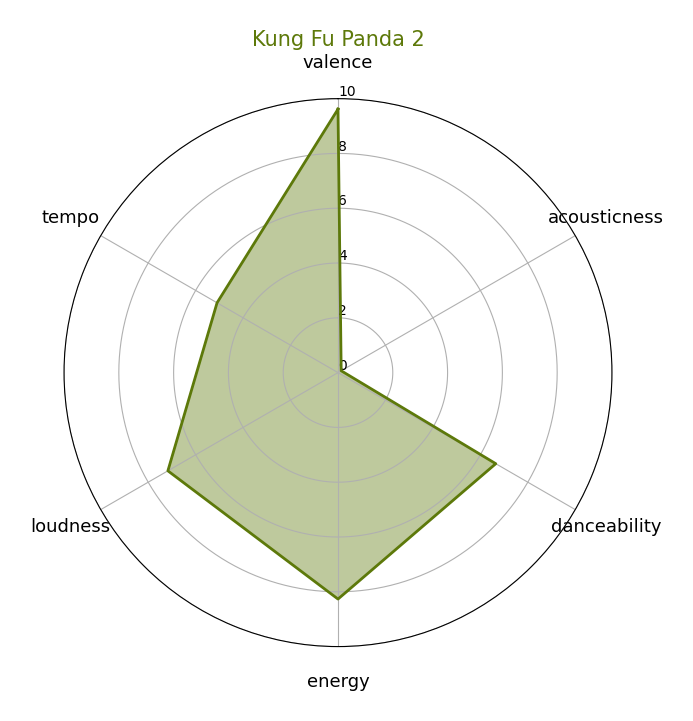 Kung Fu Panda 2
valence
10
8
tempo
acousticness
6
4
2
0
loudness
danceability
energy